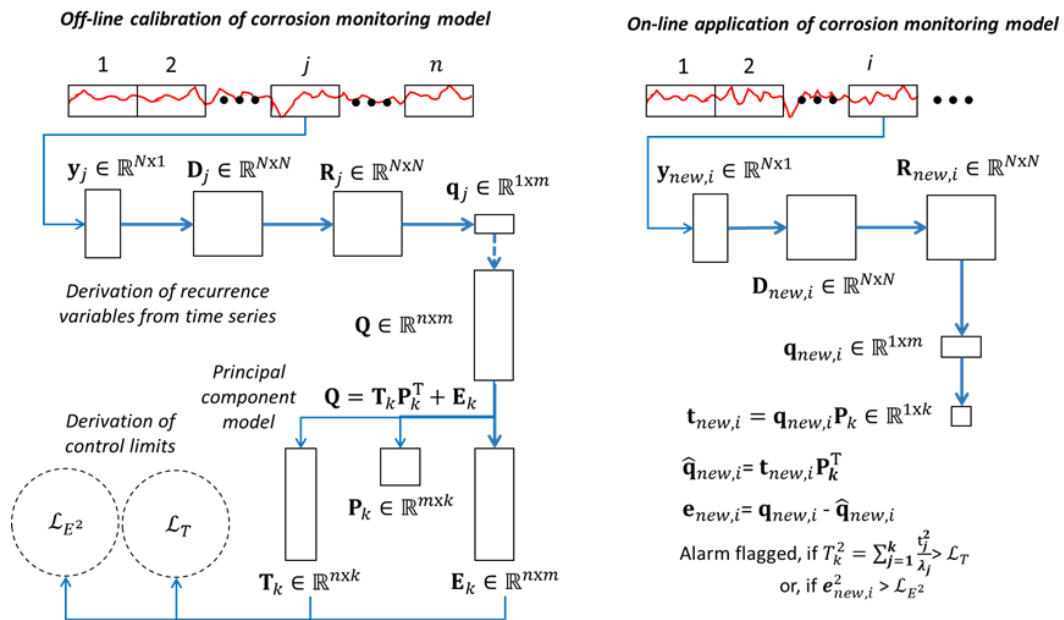 Off-line calibration of corrosion monitoring model
1 2 j n
𝐲_j ∈ ℝ^{Nx1} 𝐃_j ∈ ℝ^{NxN} 𝐑_j ∈ ℝ^{NxN} 𝐪_j ∈ ℝ^{1xm}
Derivation of recurrence
variables from time series
𝐐 ∈ ℝ^{nxm}
Principal
component
model
𝐐 = 𝐓_k𝐏_k^T + 𝐄_k
Derivation of
control limits
ℒ_{E²} ℒ_T
𝐏_k ∈ ℝ^{mxk}
𝐓_k ∈ ℝ^{nxk} 𝐄_k ∈ ℝ^{nxm}
On-line application of corrosion monitoring model
1 2 i
𝐲_{new,i} ∈ ℝ^{Nx1} 𝐑_{new,i} ∈ ℝ^{NxN}
𝐃_{new,i} ∈ ℝ^{NxN}
𝐪_{new,i} ∈ ℝ^{1xm}
𝐭_{new,i} = 𝐪_{new,i}𝐏_k ∈ ℝ^{1xk}
𝐪̂_{new,i}= 𝐭_{new,i}𝐏_k^T
𝐞_{new,i}= 𝐪_{new,i} - 𝐪̂_{new,i}
Alarm flagged, if T_k^2 = ∑_{j=1}^k t_j^2/λ_j > ℒ_T
or, if 𝒆_{new,i}^2 > ℒ_{E²}